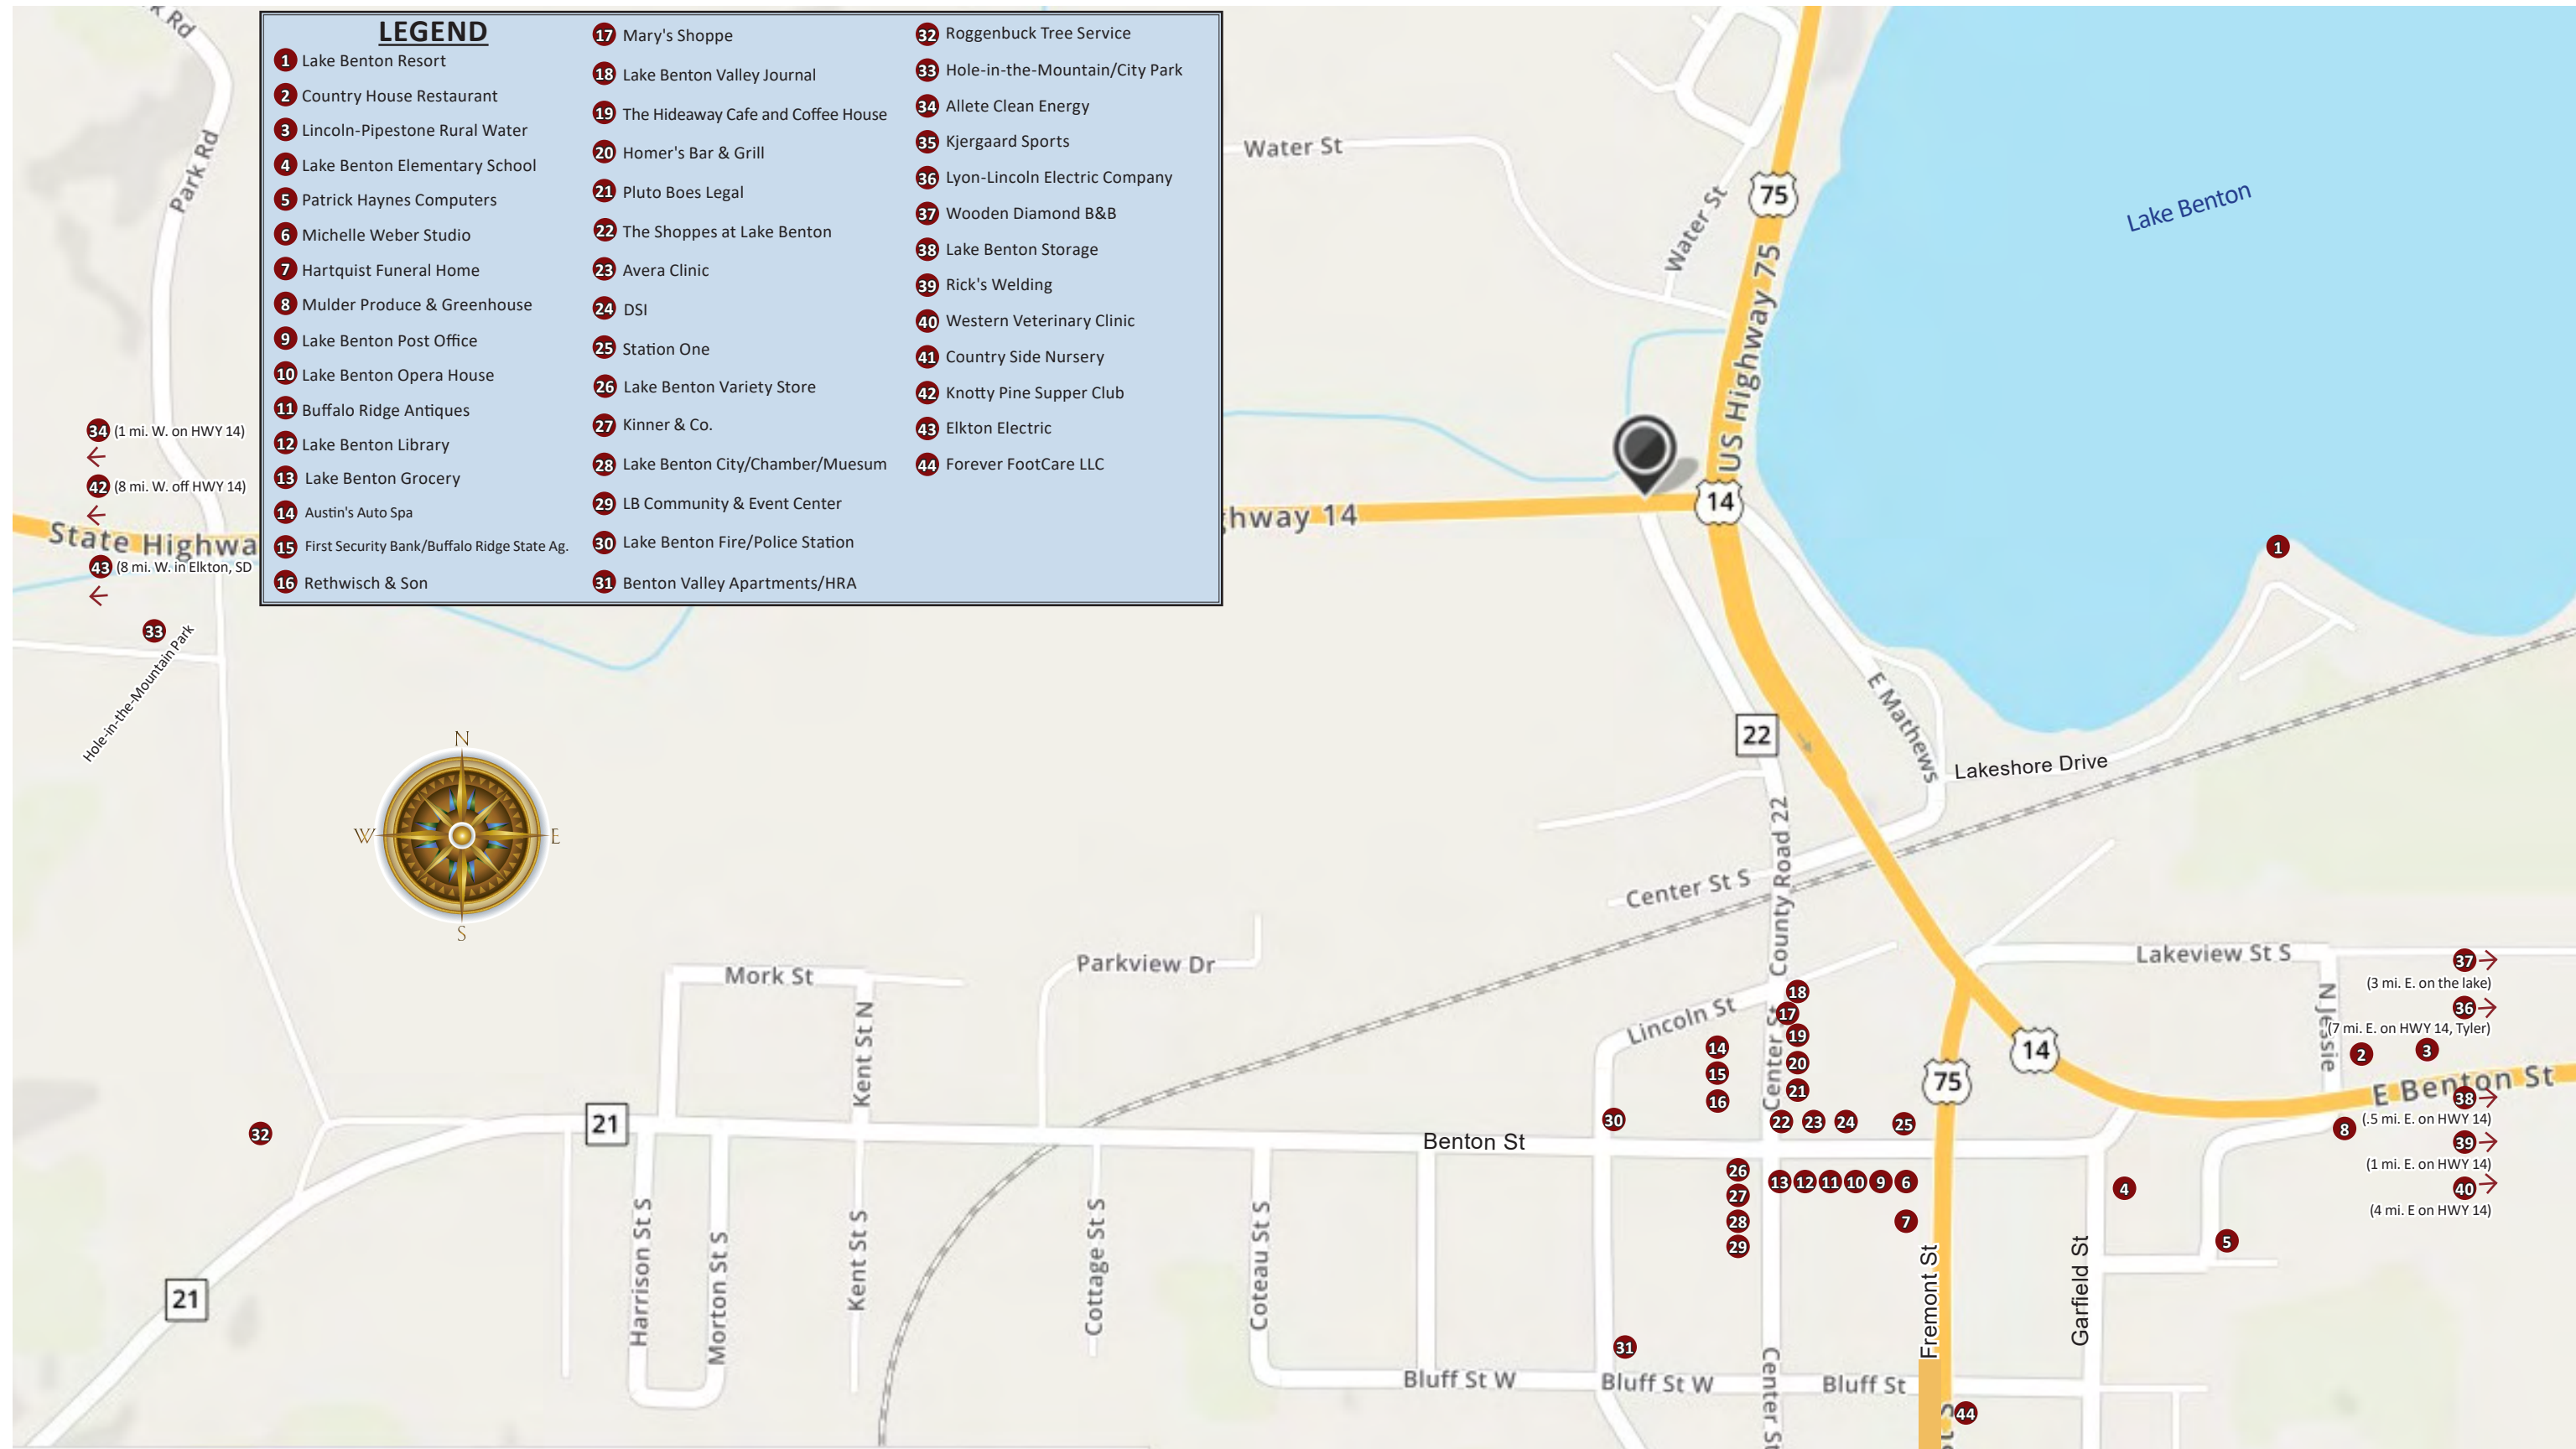 LEGEND
1 Lake Benton Resort
2 Country House Restaurant
3 Lincoln-Pipestone Rural Water
4 Lake Benton Elementary School
5 Patrick Haynes Computers
6 Michelle Weber Studio
7 Hartquist Funeral Home
8 Mulder Produce & Greenhouse
9 Lake Benton Post Office
10 Lake Benton Opera House
11 Buffalo Ridge Antiques
12 Lake Benton Library
13 Lake Benton Grocery
14 Austin's Auto Spa
15 First Security Bank/Buffalo Ridge State Ag.
16 Rethwisch & Son
17 Mary's Shoppe
18 Lake Benton Valley Journal
19 The Hideaway Cafe and Coffee House
20 Homer's Bar & Grill
21 Pluto Boes Legal
22 The Shoppes at Lake Benton
23 Avera Clinic
24 DSI
25 Station One
26 Lake Benton Variety Store
27 Kinner & Co.
28 Lake Benton City/Chamber/Muesum
29 LB Community & Event Center
30 Lake Benton Fire/Police Station
31 Benton Valley Apartments/HRA
32 Roggenbuck Tree Service
33 Hole-in-the-Mountain/City Park
34 Allete Clean Energy
35 Kjergaard Sports
36 Lyon-Lincoln Electric Company
37 Wooden Diamond B&B
38 Lake Benton Storage
39 Rick's Welding
40 Western Veterinary Clinic
41 Country Side Nursery
42 Knotty Pine Supper Club
43 Elkton Electric
44 Forever FootCare LLC
k Rd
Park Rd
34 (1 mi. W. on HWY 14)
42 (8 mi. W. off HWY 14)
State Highwa
43 (8 mi. W. in Elkton, SD
33
Hole-in-the-Mountain Park
Water St
Water St
75
US Highway 75
Lake Benton
14
ghway 14
1
E Mathews
22
Lakeshore Drive
County Road 22
Center St S
N
W
E
S
Mork St
Kent St N
Parkview Dr
Lincoln St
Center St
18
17
19
20
21
14
15
16
Lakeview St S
N Jessie
37
(3 mi. E. on the lake)
36
(7 mi. E. on HWY 14, Tyler)
14
75
2
3
E Benton St
38
(.5 mi. E. on HWY 14)
8
39
(1 mi. E. on HWY 14)
40
(4 mi. E on HWY 14)
32
21
Benton St
30
22 23 24 25
26
27
28
29
13 12 11 10 9 6
7
4
5
21
Harrison St S
Morton St S
Kent St S
Cottage St S
Coteau St S
Fremont St
Garfield St
31
Bluff St W
Bluff St W
Bluff St
Center St
44